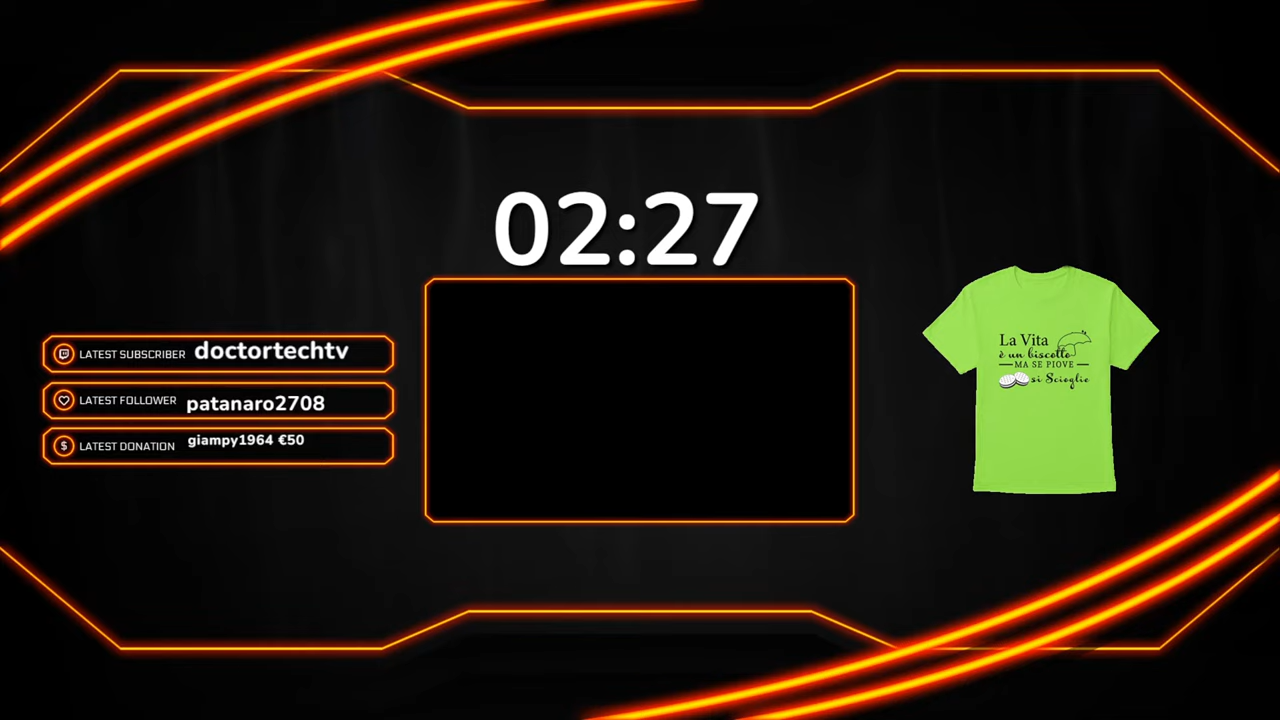 02:27
LATEST SUBSCRIBER doctortechtv
LATEST FOLLOWER patanaro2708
LATEST DONATION giampy1964 €50
La Vita
è un biscotto
MA SE PIOVE
si Scioglie